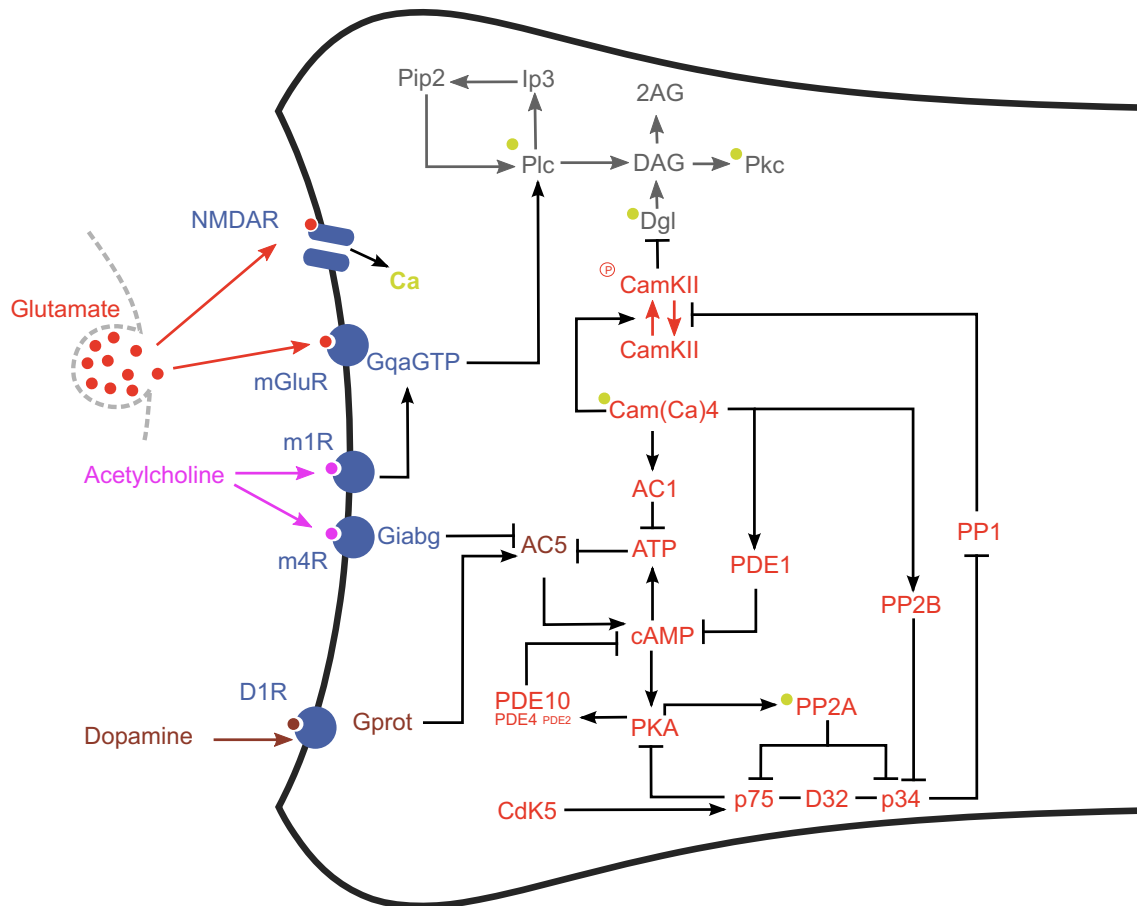 Pip2
Ip3
2AG
Plc
DAG
Pkc
Dgl
NMDAR
Ca
P
CamKII
Glutamate
CamKII
mGluR
GqaGTP
Cam(Ca)4
m1R
Acetylcholine
AC1
m4R
Giabg
AC5
ATP
PDE1
PP1
PP2B
cAMP
D1R
PDE10
PDE4 PDE2
PKA
PP2A
Dopamine
Gprot
CdK5
p75
D32
p34